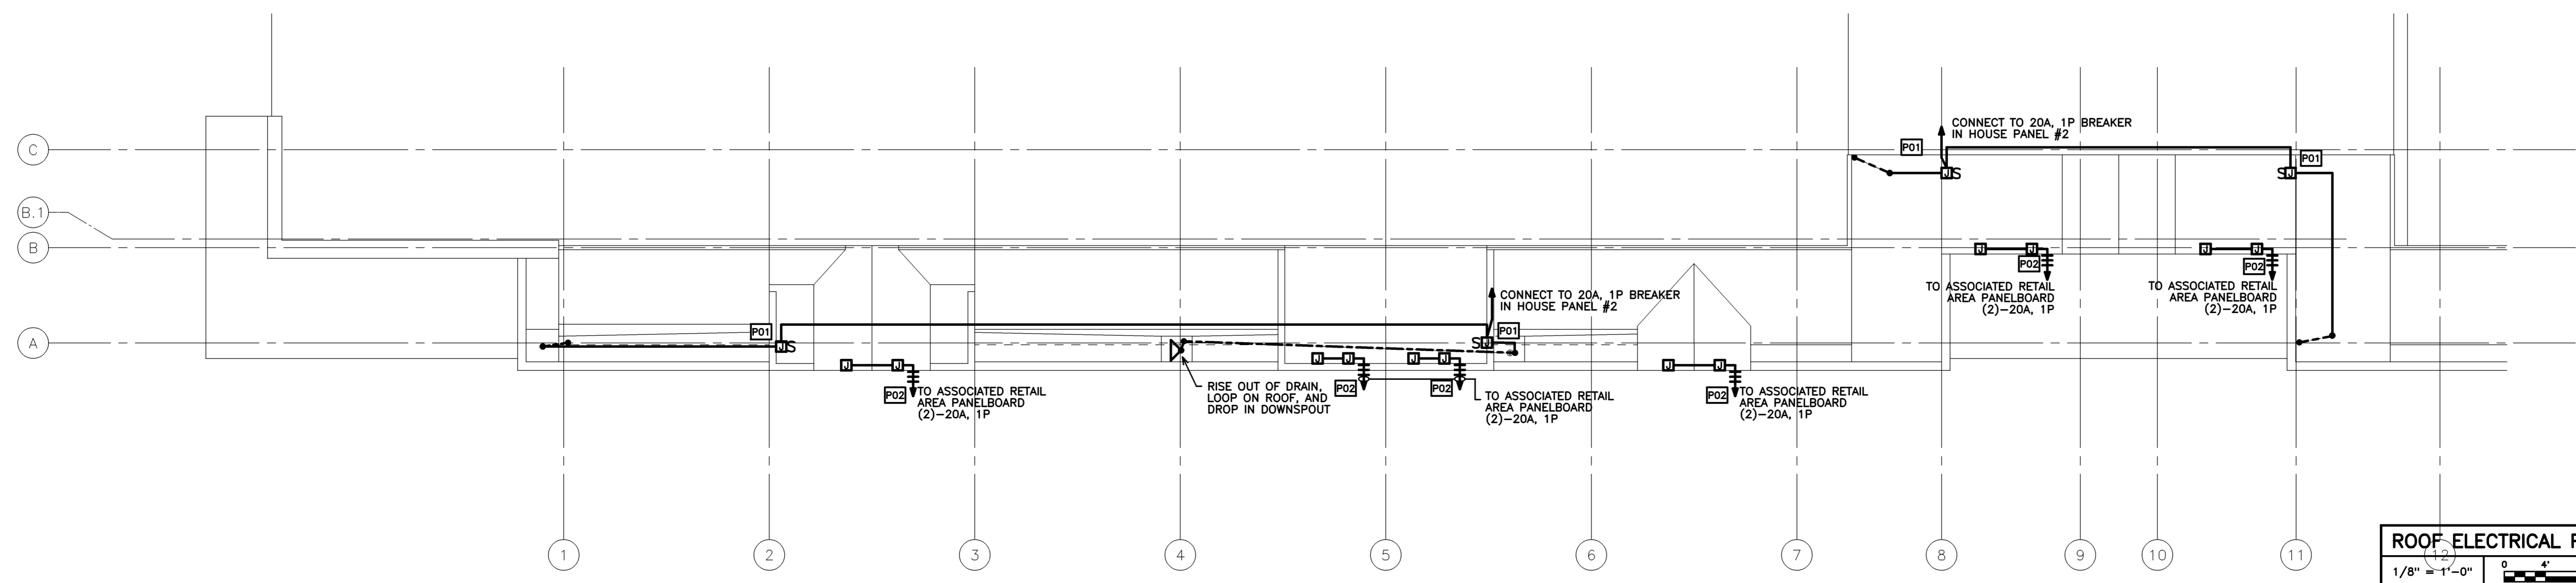 C
B.1
B
A
CONNECT TO 20A, 1P BREAKER
IN HOUSE PANEL #2
P01
JS
P01
SJ
J
J
P02
TO ASSOCIATED RETAIL
AREA PANELBOARD
(2)-20A, 1P
J
J
P02
TO ASSOCIATED RETAIL
AREA PANELBOARD
(2)-20A, 1P
CONNECT TO 20A, 1P BREAKER
IN HOUSE PANEL #2
P01
JS
P01
SJ
J
J
P02
TO ASSOCIATED RETAIL
AREA PANELBOARD
(2)-20A, 1P
RISE OUT OF DRAIN,
LOOP ON ROOF, AND
DROP IN DOWNSPOUT
J
J
P02
J
J
P02
TO ASSOCIATED RETAIL
AREA PANELBOARD
(2)-20A, 1P
J
J
P02
TO ASSOCIATED RETAIL
AREA PANELBOARD
(2)-20A, 1P
1
2
3
4
5
6
7
8
9
10
11
12
ROOF ELECTRICAL
1/8" = 1'-0"
0
4'